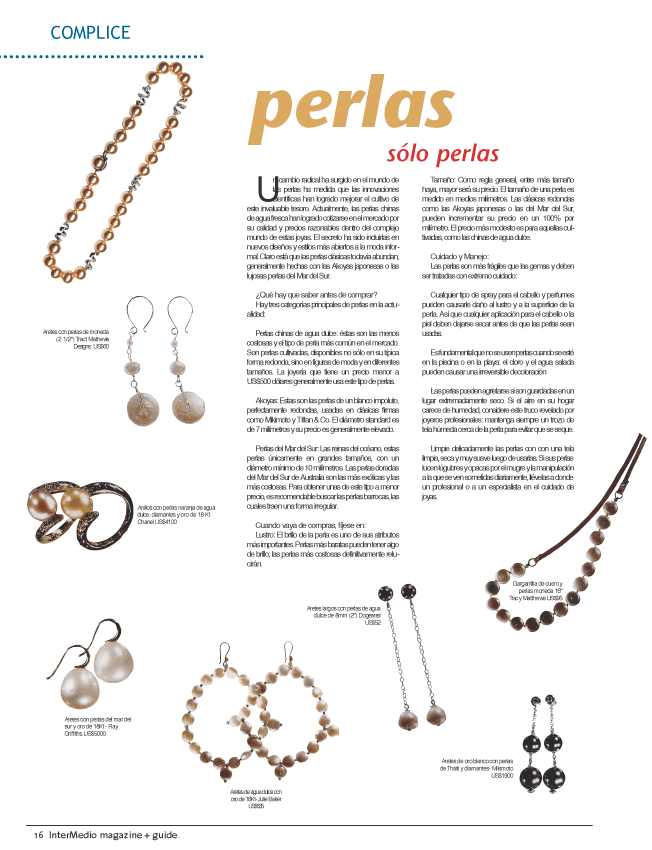 COMPLICE
perlas
sólo perlas
Un cambio radical ha surgido en el mundo de
las perlas ha medida que las innovaciones
científicas han logrado mejorar el cultivo de
este invaluable tesoro. Actualmente, las perlas chinas
de agua fresca han logrado cotizarse en el mercado por
su calidad y precios razonables dentro del complejo
mundo de estas joyas. El secreto ha sido incluirlas en
nuevos diseños y estilos más abiertos a la moda infor-
mal. Claro está que las perlas clásicas todavía abundan,
generalmente hechas con las Akoyas japonesas o las
lujosas perlas del Mar del Sur.
¿Qué hay que saber antes de comprar?
Hay tres categorías principales de perlas en la actu-
alidad:
Perlas chinas de agua dulce: éstas son las menos
costosas y el tipo de perla más común en el mercado.
Son perlas cultivadas, disponibles no sólo en su típica
forma redonda, sino en figuras de moda y en diferentes
tamaños. La joyería que tiene un precio menor a
US$500 dólares generalmente usa este tipo de perlas.
Akoyas: Estas son las perlas de un blanco impoluto,
perfectamente redondas, usadas en clásicas firmas
como Mikimoto y Tiffan & Co. El diámetro standard es
de 7 milímetros y su precio es generalmente elevado.
Perlas del Mar del Sur: Las reinas del océano, estas
perlas únicamente en grandes tamaños, con un
diámetro mínimo de 10 milímetros. Las perlas doradas
del Mar del Sur de Australia son las más exóticas y las
más costosas. Para obtener unas de este tipo a menor
precio, es recomendable buscar las perlas barrocas, las
cuales traen una forma irregular.
Cuando vaya de compras, fíjese en:
Lustro: El brillo de la perla es uno de sus atributos
más importantes. Perlas más baratas pueden tener algo
de brillo; las perlas más costosas definitivamente relu-
cirán.
Tamaño: Como regla general, entre más tamaño
haya, mayor será su precio. El tamaño de una perla es
medido en medios milímetros. Las clásicas redondas
como las Akoyas japonesas o las del Mar del Sur,
pueden incrementar su precio en un 100% por
milímetro. El precio más modesto es para aquellas cul-
tivadas, como las chinas de agua dulce.
Cuidado y Manejo:
Las perlas son más frágiles que las gemas y deben
ser tratadas con extremo cuidado:
Cualquier tipo de spray para el cabello y perfumes
pueden causarle daño al lustro y a la superficie de la
perla. Así que cualquier aplicación para el cabello o la
piel deben dejarse secar antes de que las perlas sean
usadas.
Es fundamental que no se usen perlas cuando se esté
en la piscina o en la playa: el cloro y el agua salada
pueden causar una irreversible decoloración
Las perlas pueden agrietarse si son guardadas en un
lugar extremadamente seco. Si el aire en su hogar
carece de humedad, considere este truco revelado por
joyeros profesionales: mantenga siempre un trozo de
tela húmeda cerca de la perla para evitar que se seque.
Limpie delicadamente las perlas con con una tela
limpia, seca y muy suave luego de usarlas. Si sus perlas
lucen lúgubres y opacas por el mugre y la manipulación
a la que se ven sometidas diariamente, llévelas a donde
un profesional o a un especialista en el cuidado de
joyas.
Aretes con perlas de moneda
(2 1/2") Traci Mathews
Designs US$60
Anillos con perlas naranja de agua
dulce, diamantes y oro de 18 Kt
Chanel US$4100
Gargantilla de cuero y
perlas moneda 16"
Tracy Matthews US$95
Aretes largos con perlas de agua
dulce de 8mm (2") Dogeared
US$52
Aretes con perlas del mar del
sur y oro de 18Kt - Ray
Griffiths US$5000
Aretes de oro blanco con perlas
de Thaiti y diamantes- Mikimoto
US$1900
Aretes de agua dulce con
oro de 18Kt- Julie Baker
US$35
16 InterMedio magazine + guide